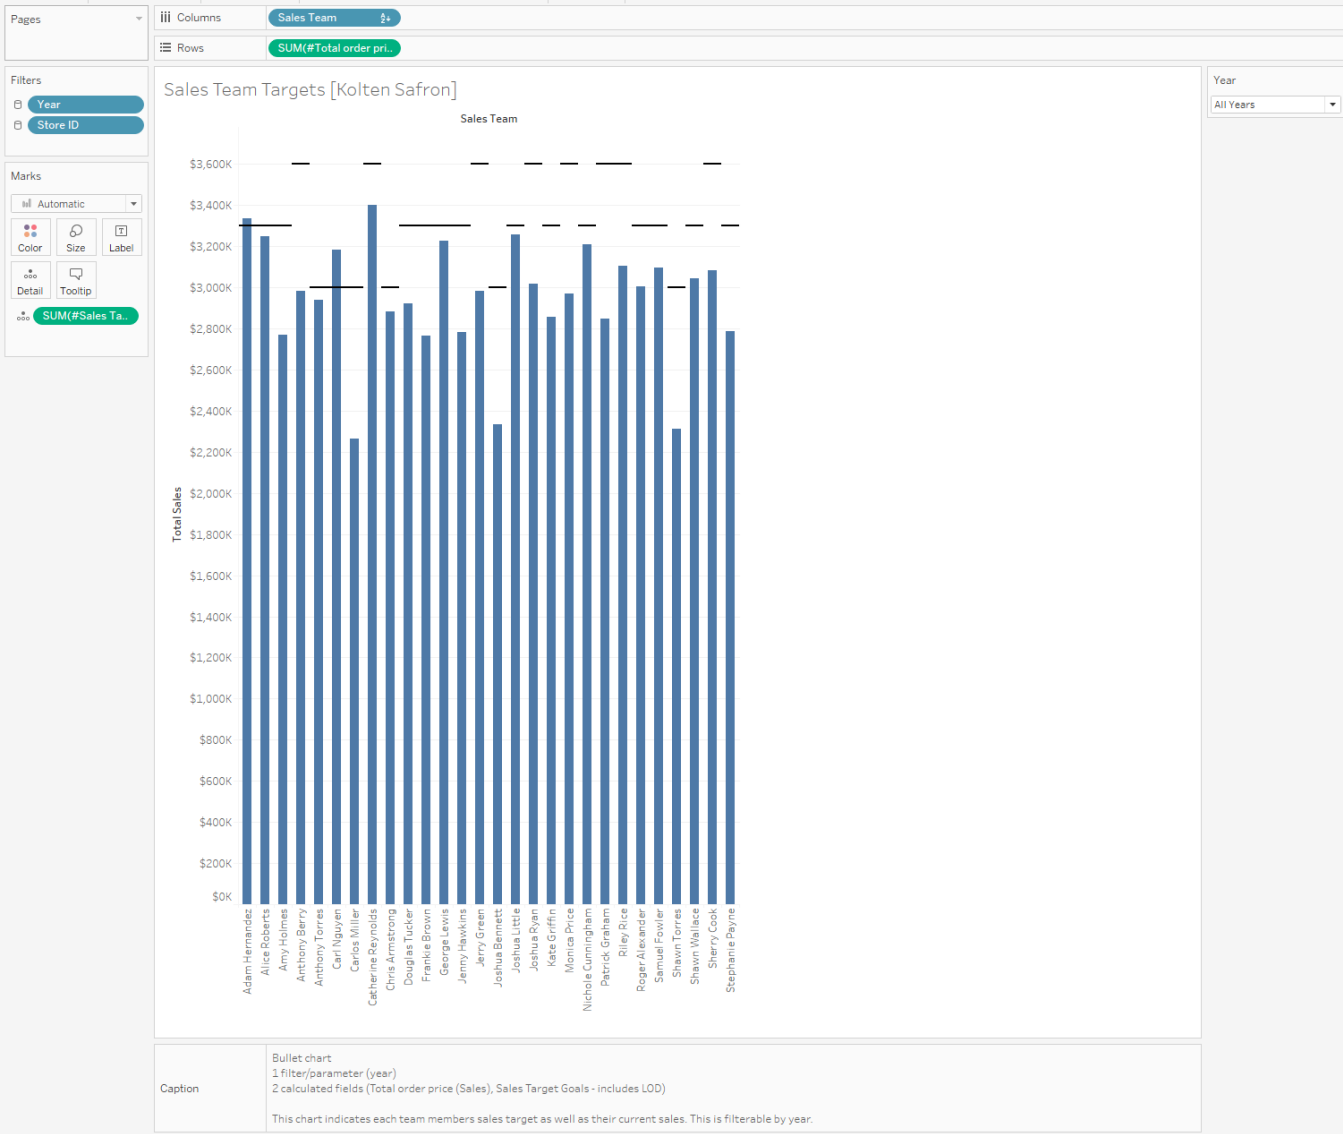 Pages
Columns
Sales Team
Rows
SUM(#Total order pri..
Filters
Year
Store ID
Marks
Automatic
Color
Size
Label
Detail
Tooltip
SUM(#Sales Ta..
Sales Team Targets [Kolten Safron]
Sales Team
Total Sales
$3,600K
$3,400K
$3,200K
$3,000K
$2,800K
$2,600K
$2,400K
$2,200K
$2,000K
$1,800K
$1,600K
$1,400K
$1,200K
$1,000K
$800K
$600K
$400K
$200K
$0K
Adam Hernandez
Alice Roberts
Amy Holmes
Anthony Berry
Anthony Torres
Carl Nguyen
Carlos Miller
Catherine Reynolds
Chris Armstrong
Douglas Tucker
Frankie Brown
George Lewis
Jenny Hawkins
Jerry Green
Joshua Bennett
Joshua Little
Joshua Ryan
Kate Griffin
Monica Price
Nichole Cunningham
Patrick Graham
Riley Rice
Roger Alexander
Samuel Fowler
Shawn Torres
Shawn Wallace
Sherry Cook
Stephanie Payne
Year
All Years
Caption
Bullet chart
1 filter/parameter (year)
2 calculated fields (Total order price (Sales), Sales Target Goals - includes LOD)
This chart indicates each team members sales target as well as their current sales. This is filterable by year.